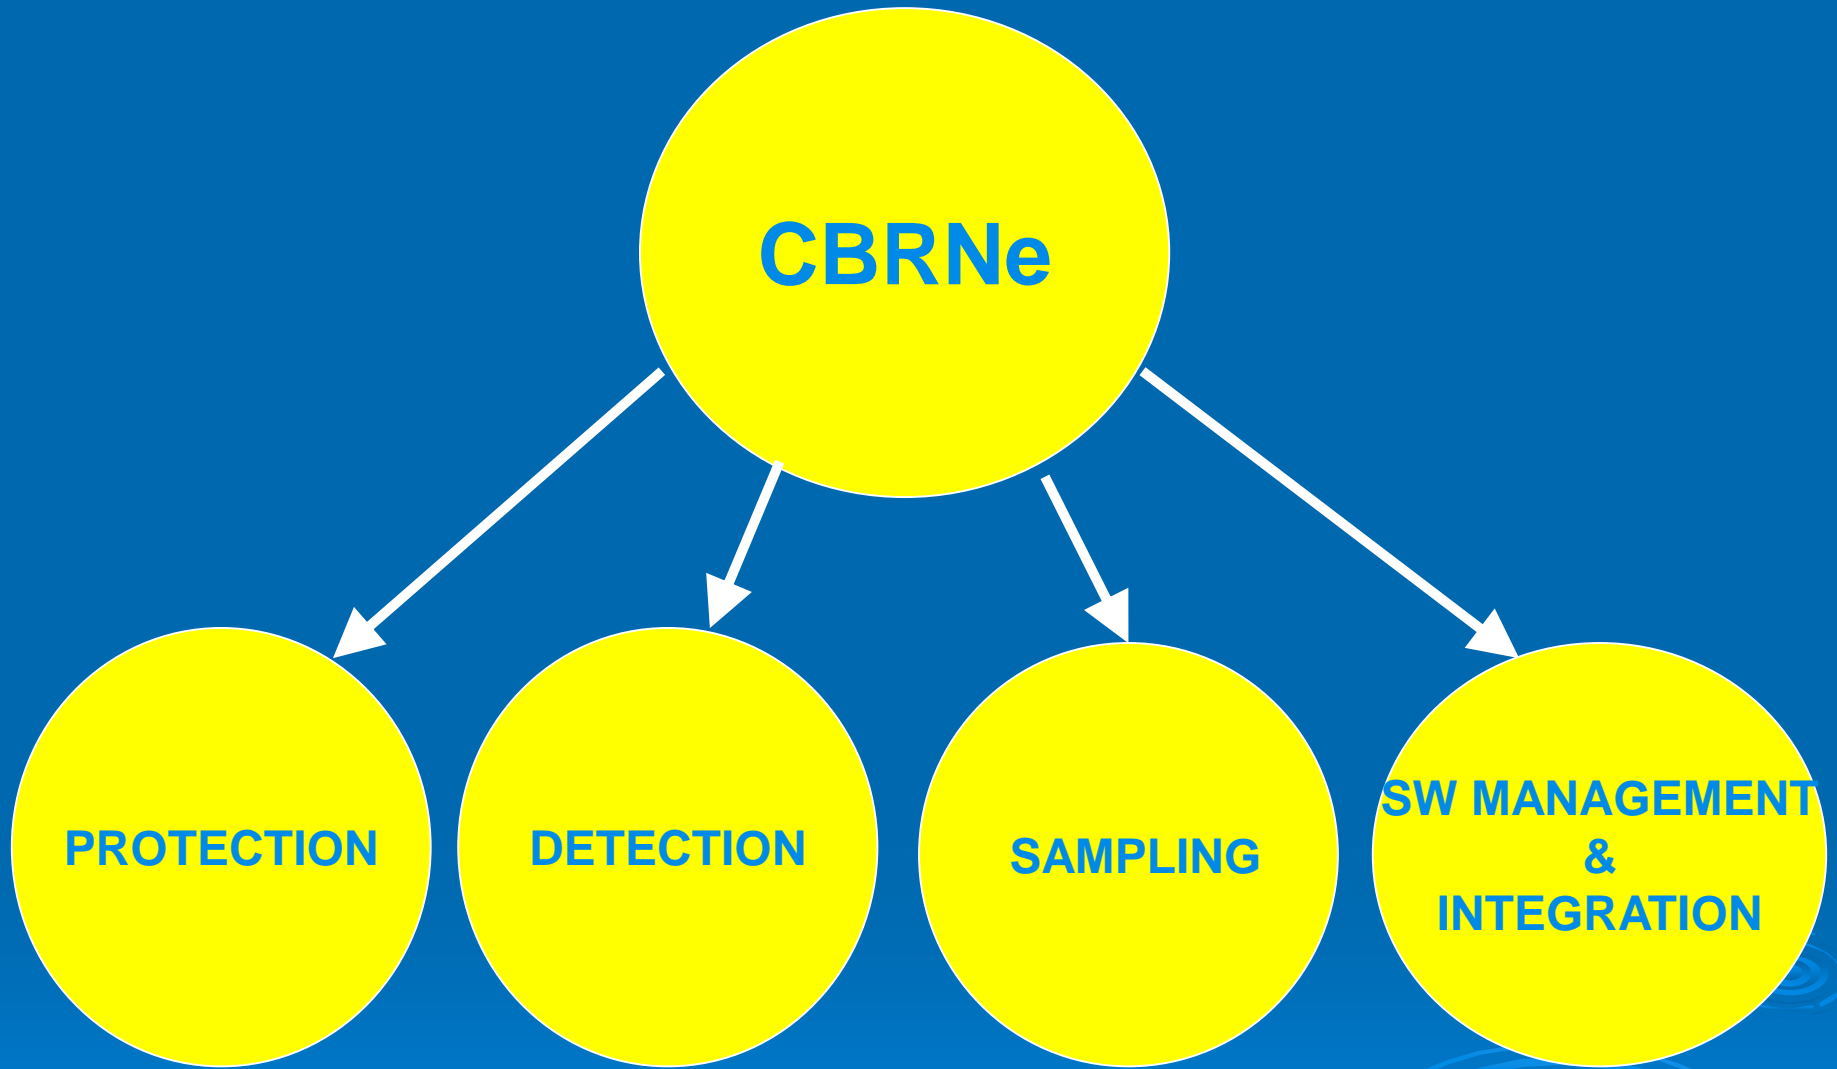 CBRNe
PROTECTION
DETECTION
SAMPLING
SW MANAGEMENT
&
INTEGRATION